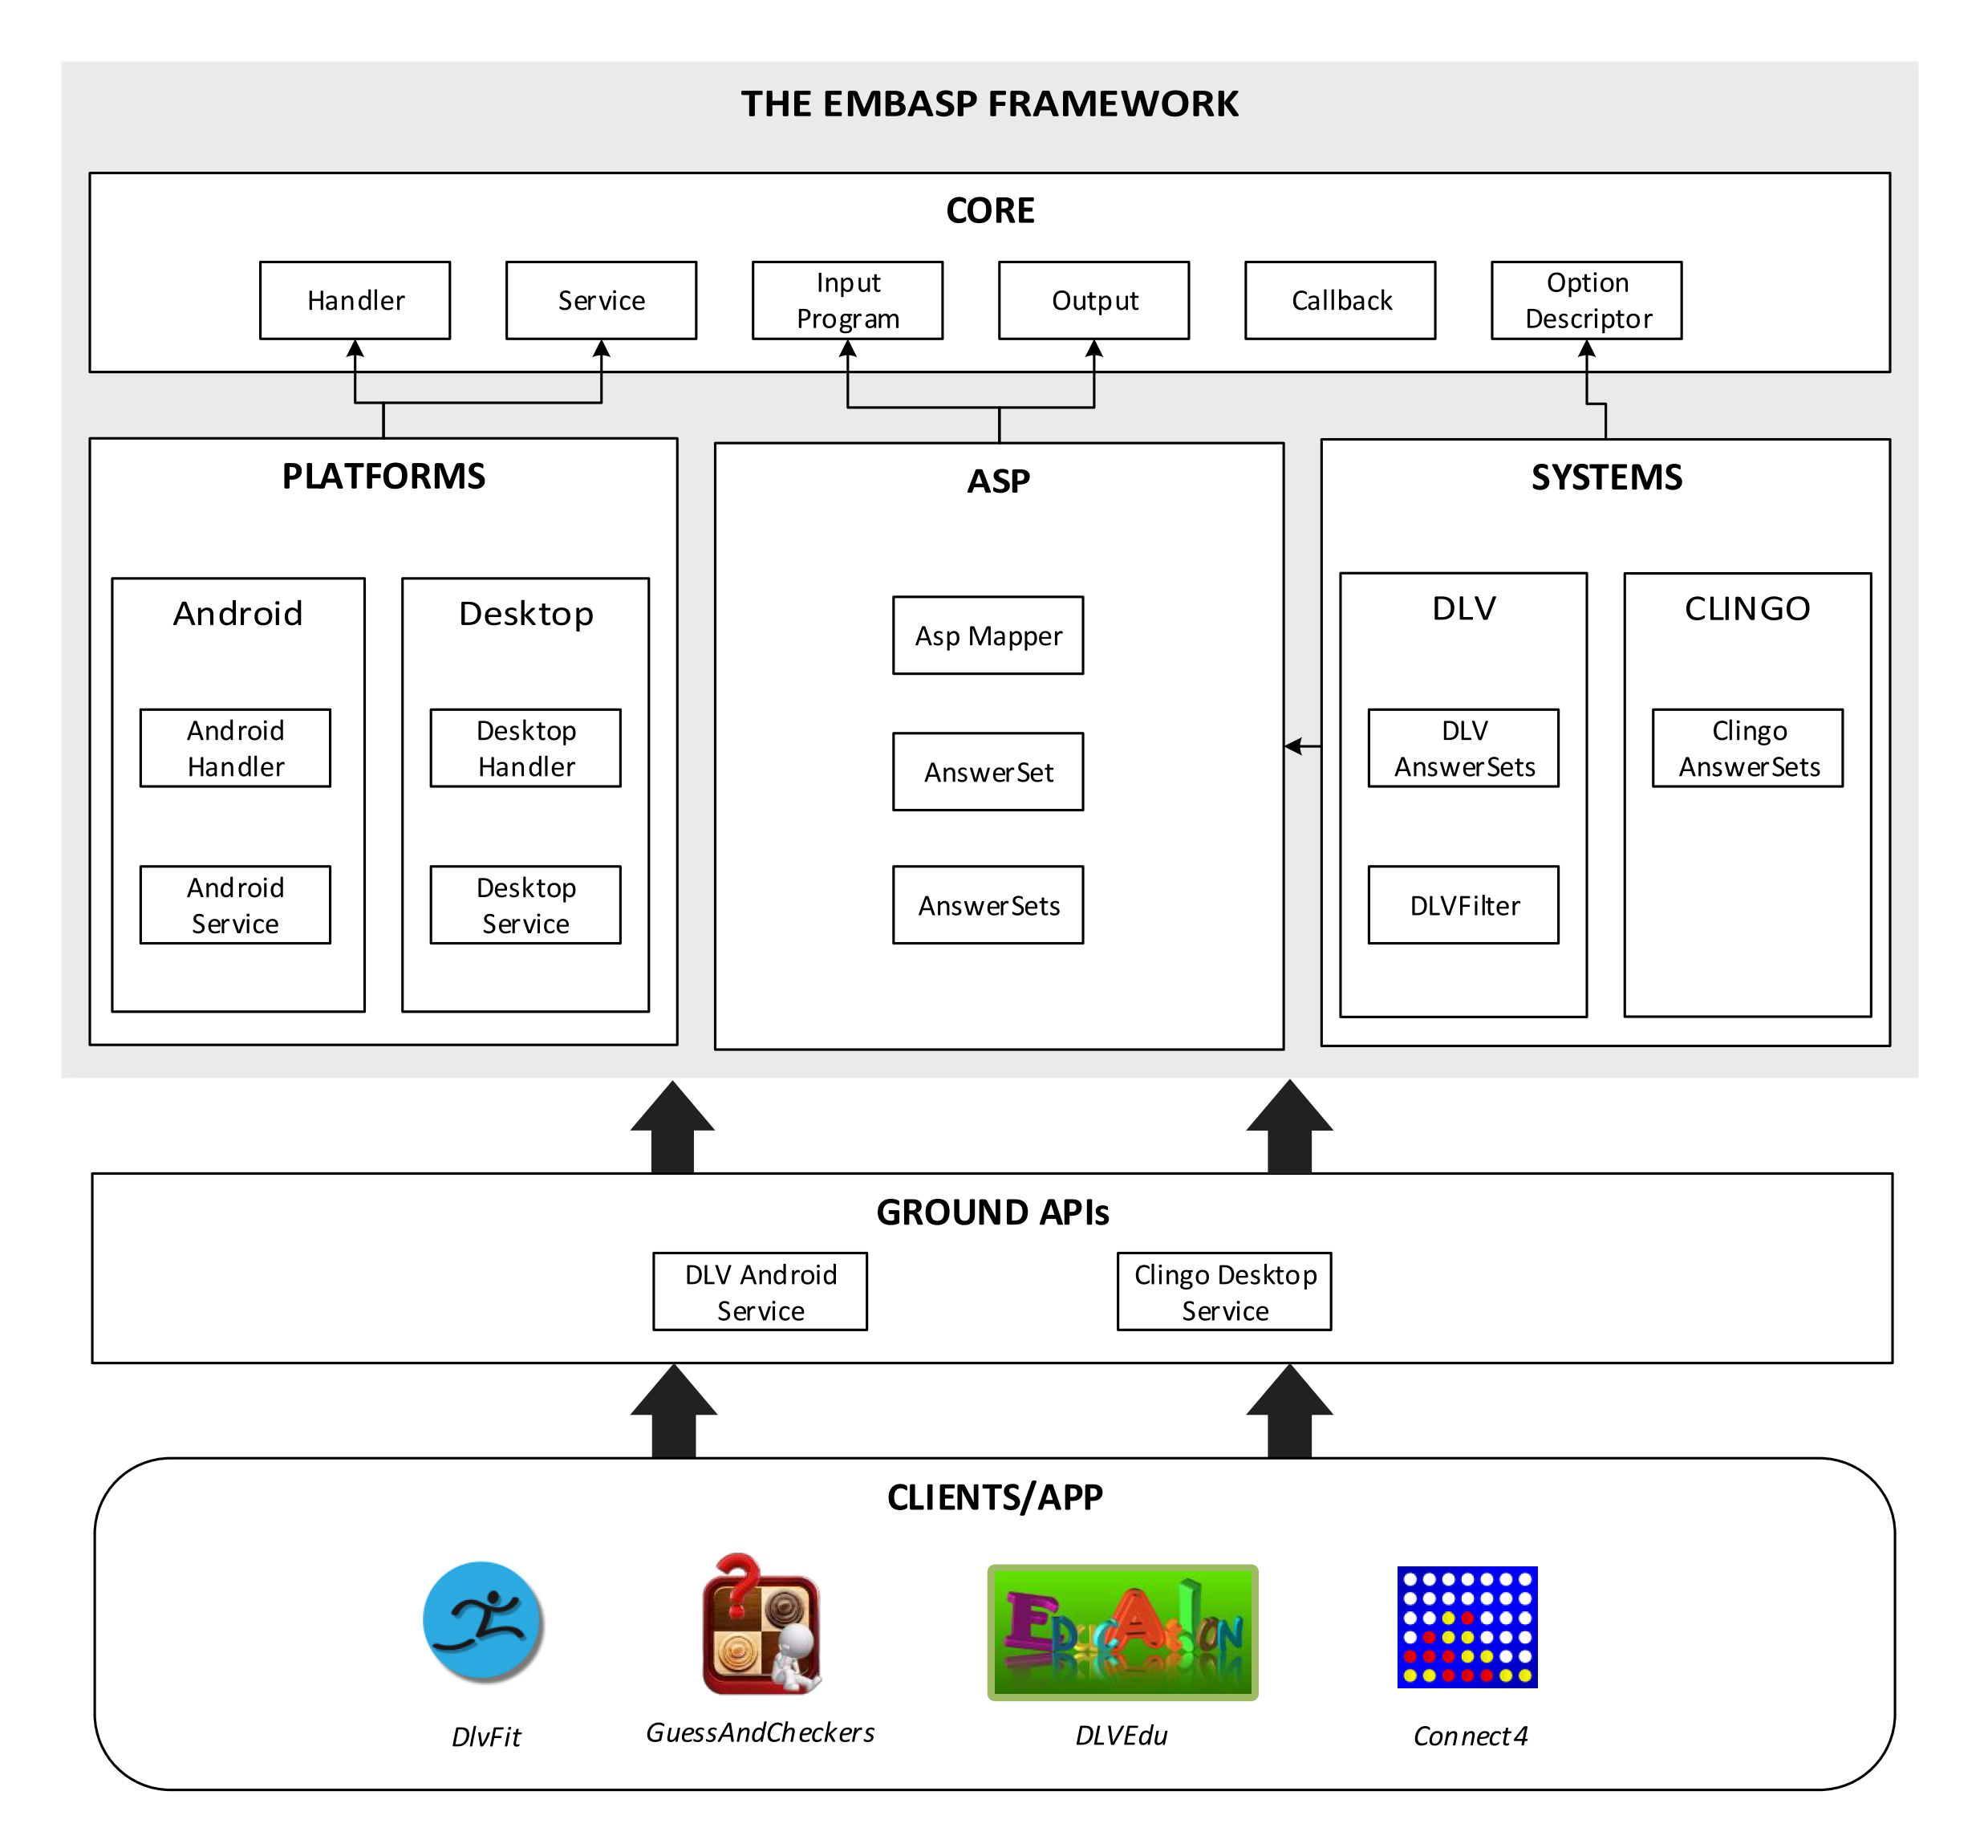 THE EMBASP FRAMEWORK
CORE
Handler
Service
Input
Program
Output
Callback
Option
Descriptor
PLATFORMS
Android
Android
Handler
Android
Service
Desktop
Desktop
Handler
Desktop
Service
ASP
Asp Mapper
AnswerSet
AnswerSets
SYSTEMS
DLV
DLV
AnswerSets
DLVFilter
CLINGO
Clingo
AnswerSets
GROUND APIs
DLV Android
Service
Clingo Desktop
Service
CLIENTS/APP
?
EDUCAtION
DlvFit
GuessAndCheckers
DLVEdu
Connect4